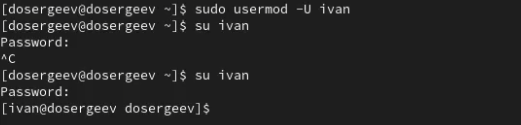 [dosergeev@dosergeev ~]$ sudo usermod -U ivan
[dosergeev@dosergeev ~]$ su ivan
Password:
^C
[dosergeev@dosergeev ~]$ su ivan
Password:
[ivan@dosergeev dosergeev]$